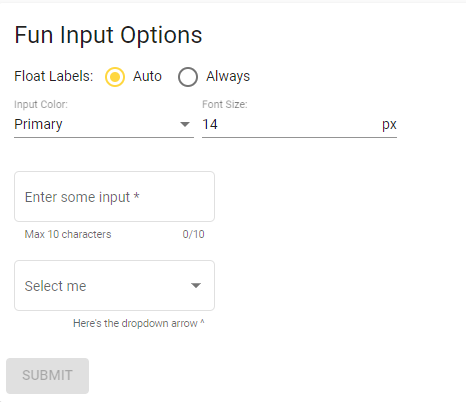 Fun Input Options
Float Labels: Auto Always
Input Color: Font Size:
Primary 14 px
Enter some input *
Max 10 characters 0/10
Select me
Here's the dropdown arrow ^
SUBMIT